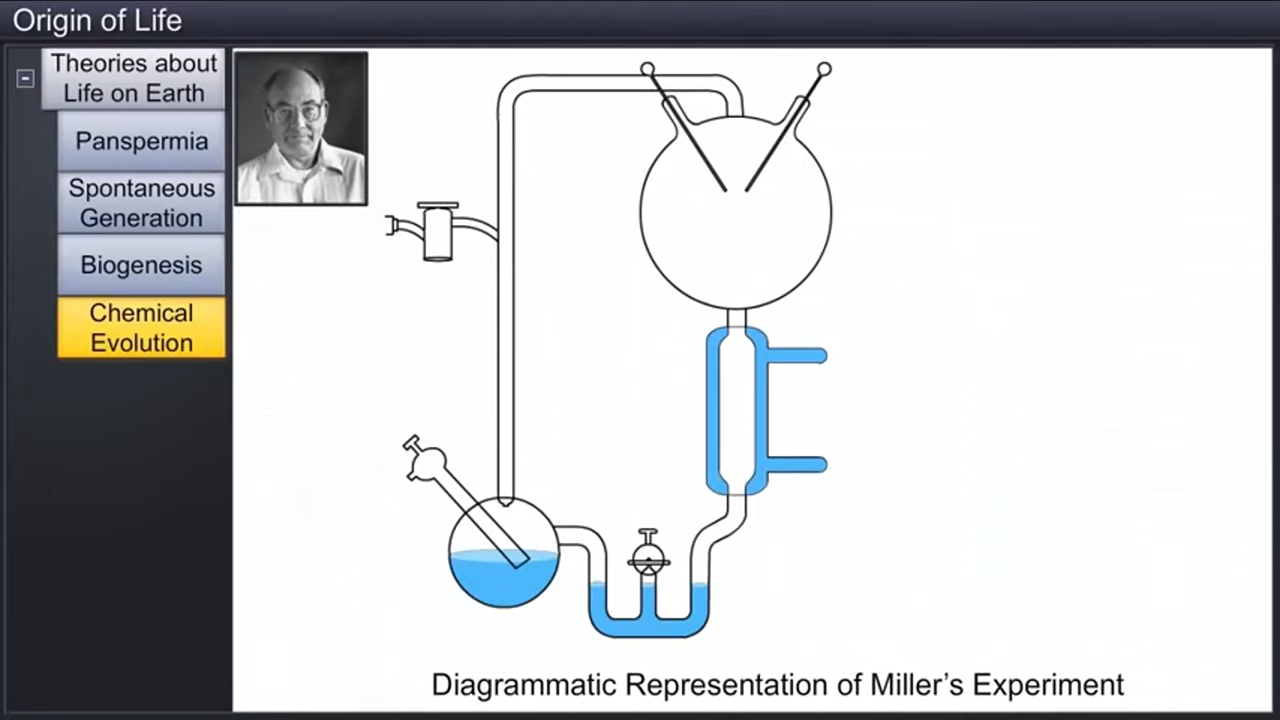 Origin of Life
Theories about
Life on Earth
Panspermia
Spontaneous
Generation
Biogenesis
Chemical
Evolution
Diagrammatic Representation of Miller's Experiment